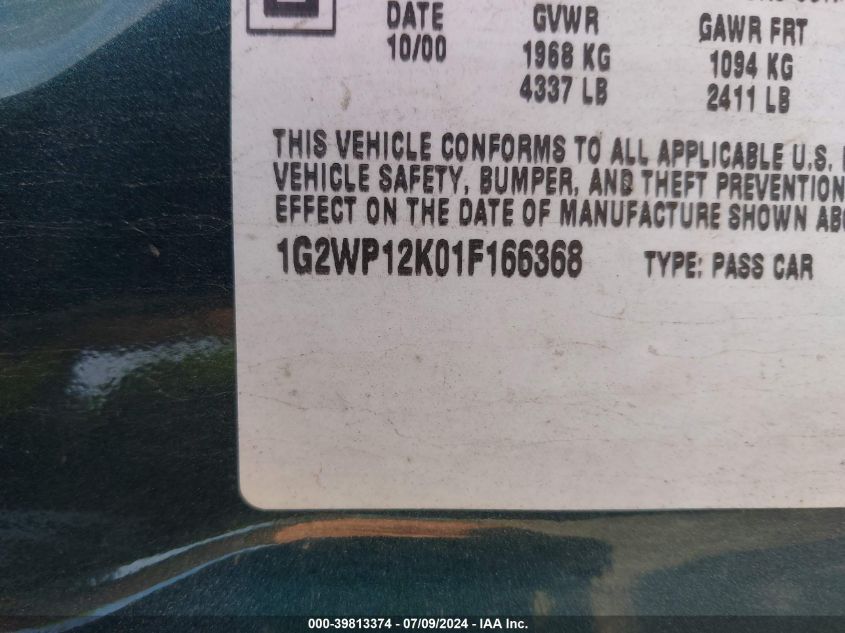 DATE GVWR GAWR FRT
10/00 1968 KG 1094 KG
4337 LB 2411 LB
THIS VEHICLE CONFORMS TO ALL APPLICABLE U.S.
VEHICLE SAFETY, BUMPER, AND THEFT PREVENTION
EFFECT ON THE DATE OF MANUFACTURE SHOWN ABO
1G2WP12K01F166368 TYPE: PASS CAR
000-39813374 / 07/09/2024 - IAA Inc.